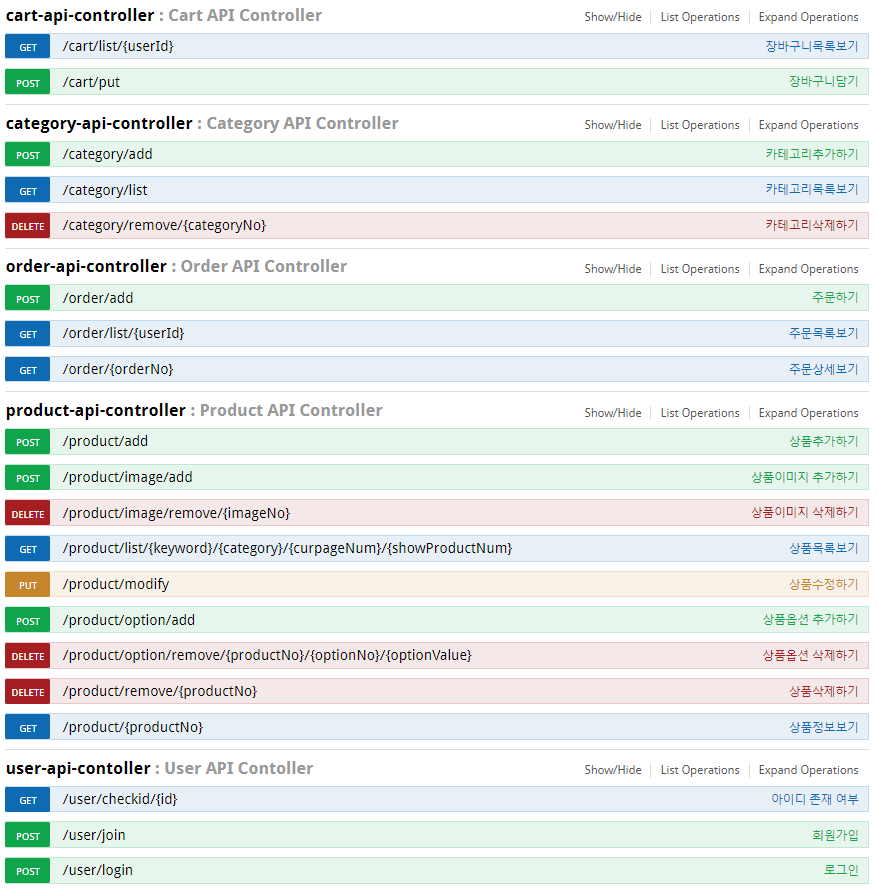 cart-api-controller : Cart API Controller Show/Hide List Operations Expand Operations
GET /cart/list/{userId} 장바구니목록보기
POST /cart/put 장바구니담기
category-api-controller : Category API Controller Show/Hide List Operations Expand Operations
POST /category/add 카테고리추가하기
GET /category/list 카테고리목록보기
DELETE /category/remove/{categoryNo} 카테고리삭제하기
order-api-controller : Order API Controller Show/Hide List Operations Expand Operations
POST /order/add 주문하기
GET /order/list/{userId} 주문목록보기
GET /order/{orderNo} 주문상세보기
product-api-controller : Product API Controller Show/Hide List Operations Expand Operations
POST /product/add 상품추가하기
POST /product/image/add 상품이미지 추가하기
DELETE /product/image/remove/{imageNo} 상품이미지 삭제하기
GET /product/list/{keyword}/{category}/{curpageNum}/{showProductNum} 상품목록보기
PUT /product/modify 상품수정하기
POST /product/option/add 상품옵션 추가하기
DELETE /product/option/remove/{productNo}/{optionNo}/{optionValue} 상품옵션 삭제하기
DELETE /product/remove/{productNo} 상품삭제하기
GET /product/{productNo} 상품정보보기
user-api-contoller : User API Contoller Show/Hide List Operations Expand Operations
GET /user/checkid/{id} 아이디 존재 여부
POST /user/join 회원가입
POST /user/login 로그인